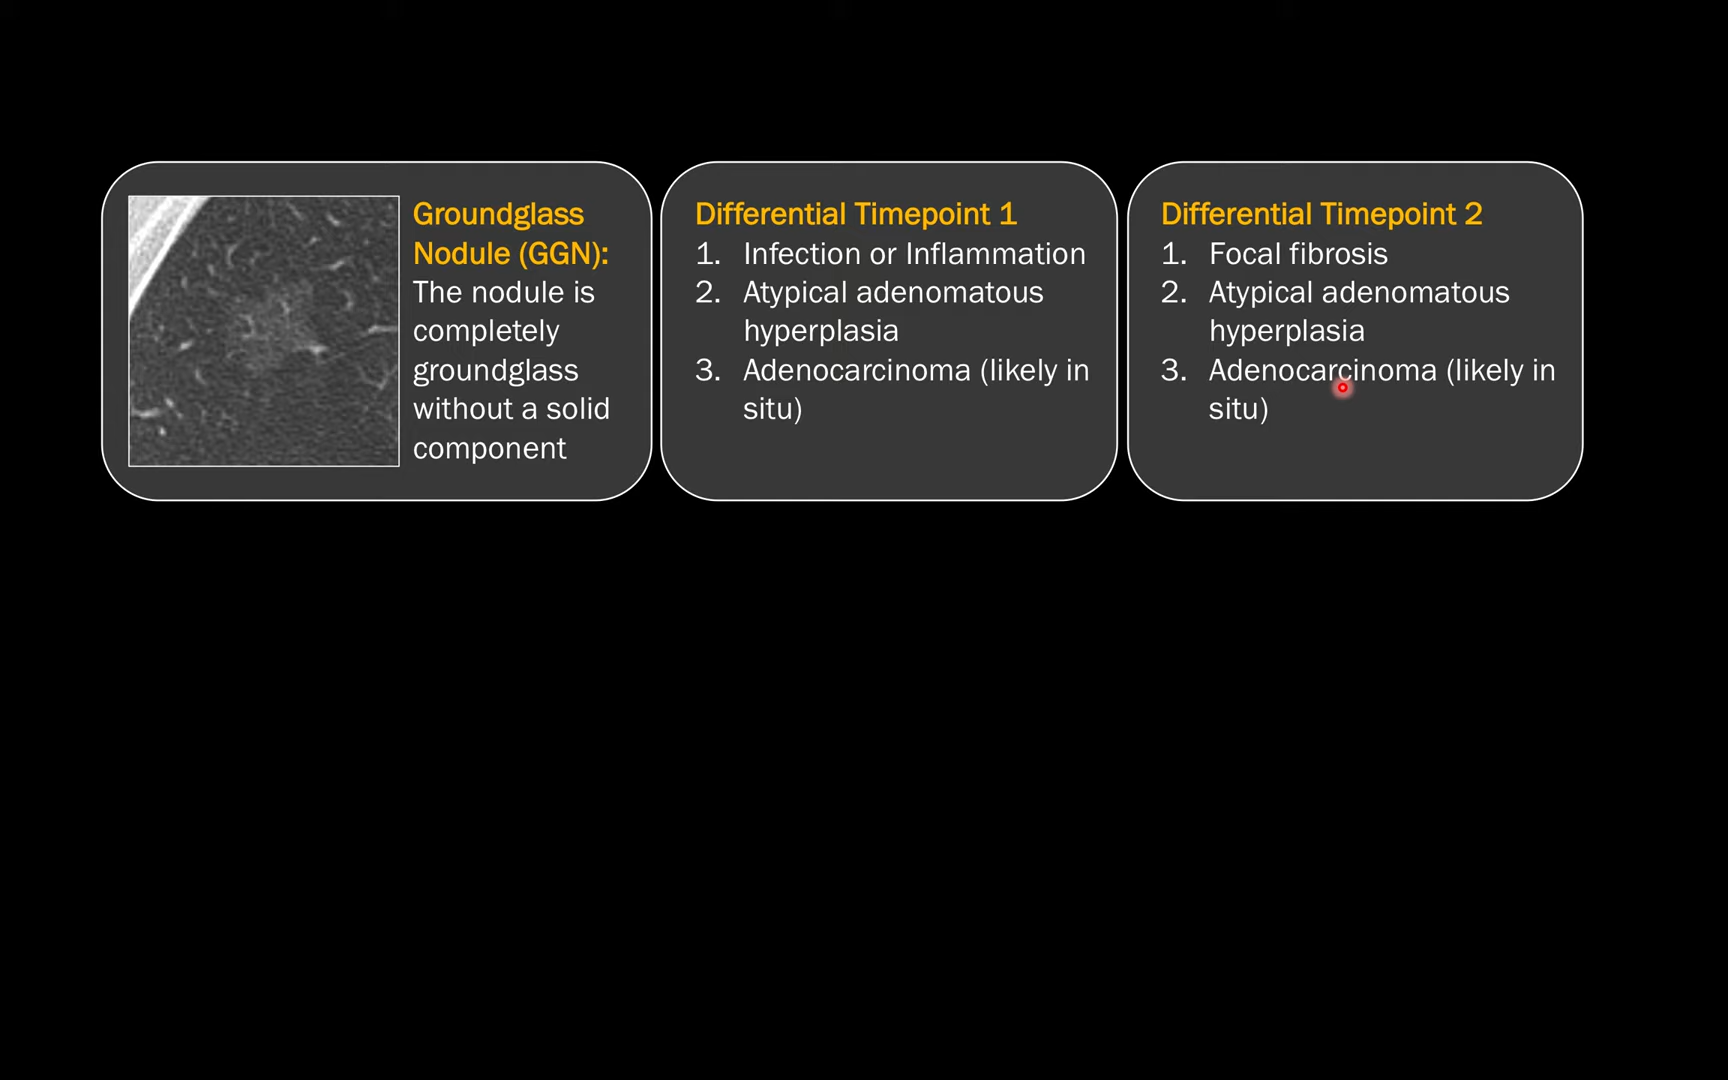 Groundglass
Nodule (GGN):
The nodule is
completely
groundglass
without a solid
component
Differential Timepoint 1
1. Infection or Inflammation
2. Atypical adenomatous
hyperplasia
3. Adenocarcinoma (likely in
situ)
Differential Timepoint 2
1. Focal fibrosis
2. Atypical adenomatous
hyperplasia
3. Adenocarcinoma (likely in
situ)